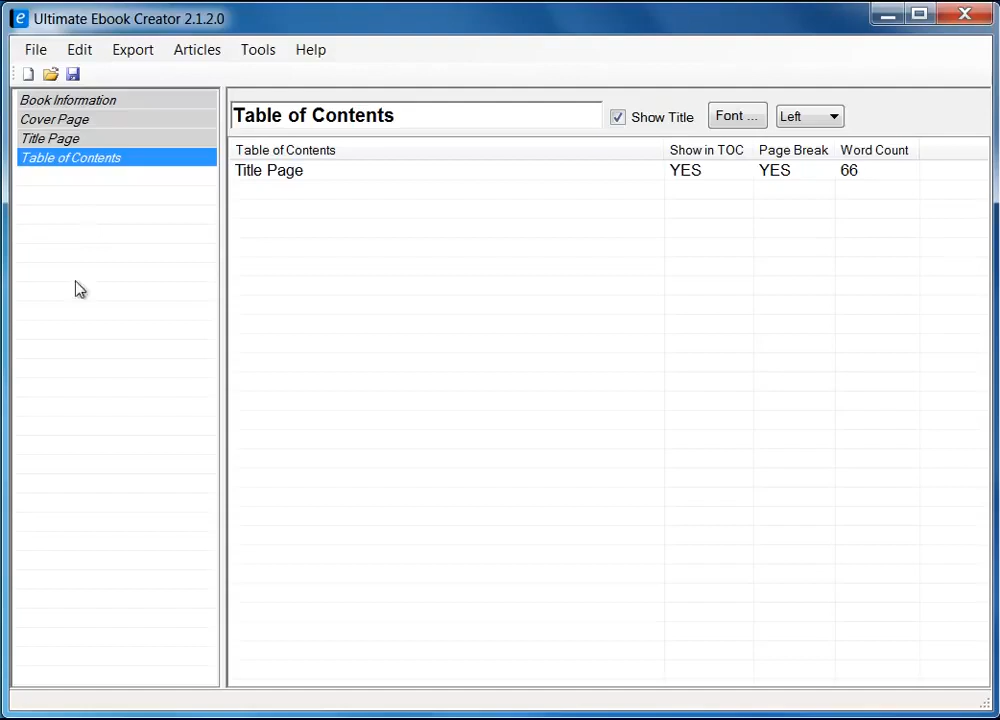 Ultimate Ebook Creator 2.1.2.0
File Edit Export Articles Tools Help
Book Information
Cover Page
Title Page
Table of Contents
Table of Contents Show Title Font ... Left
Table of Contents Show in TOC Page Break Word Count
Title Page YES YES 66